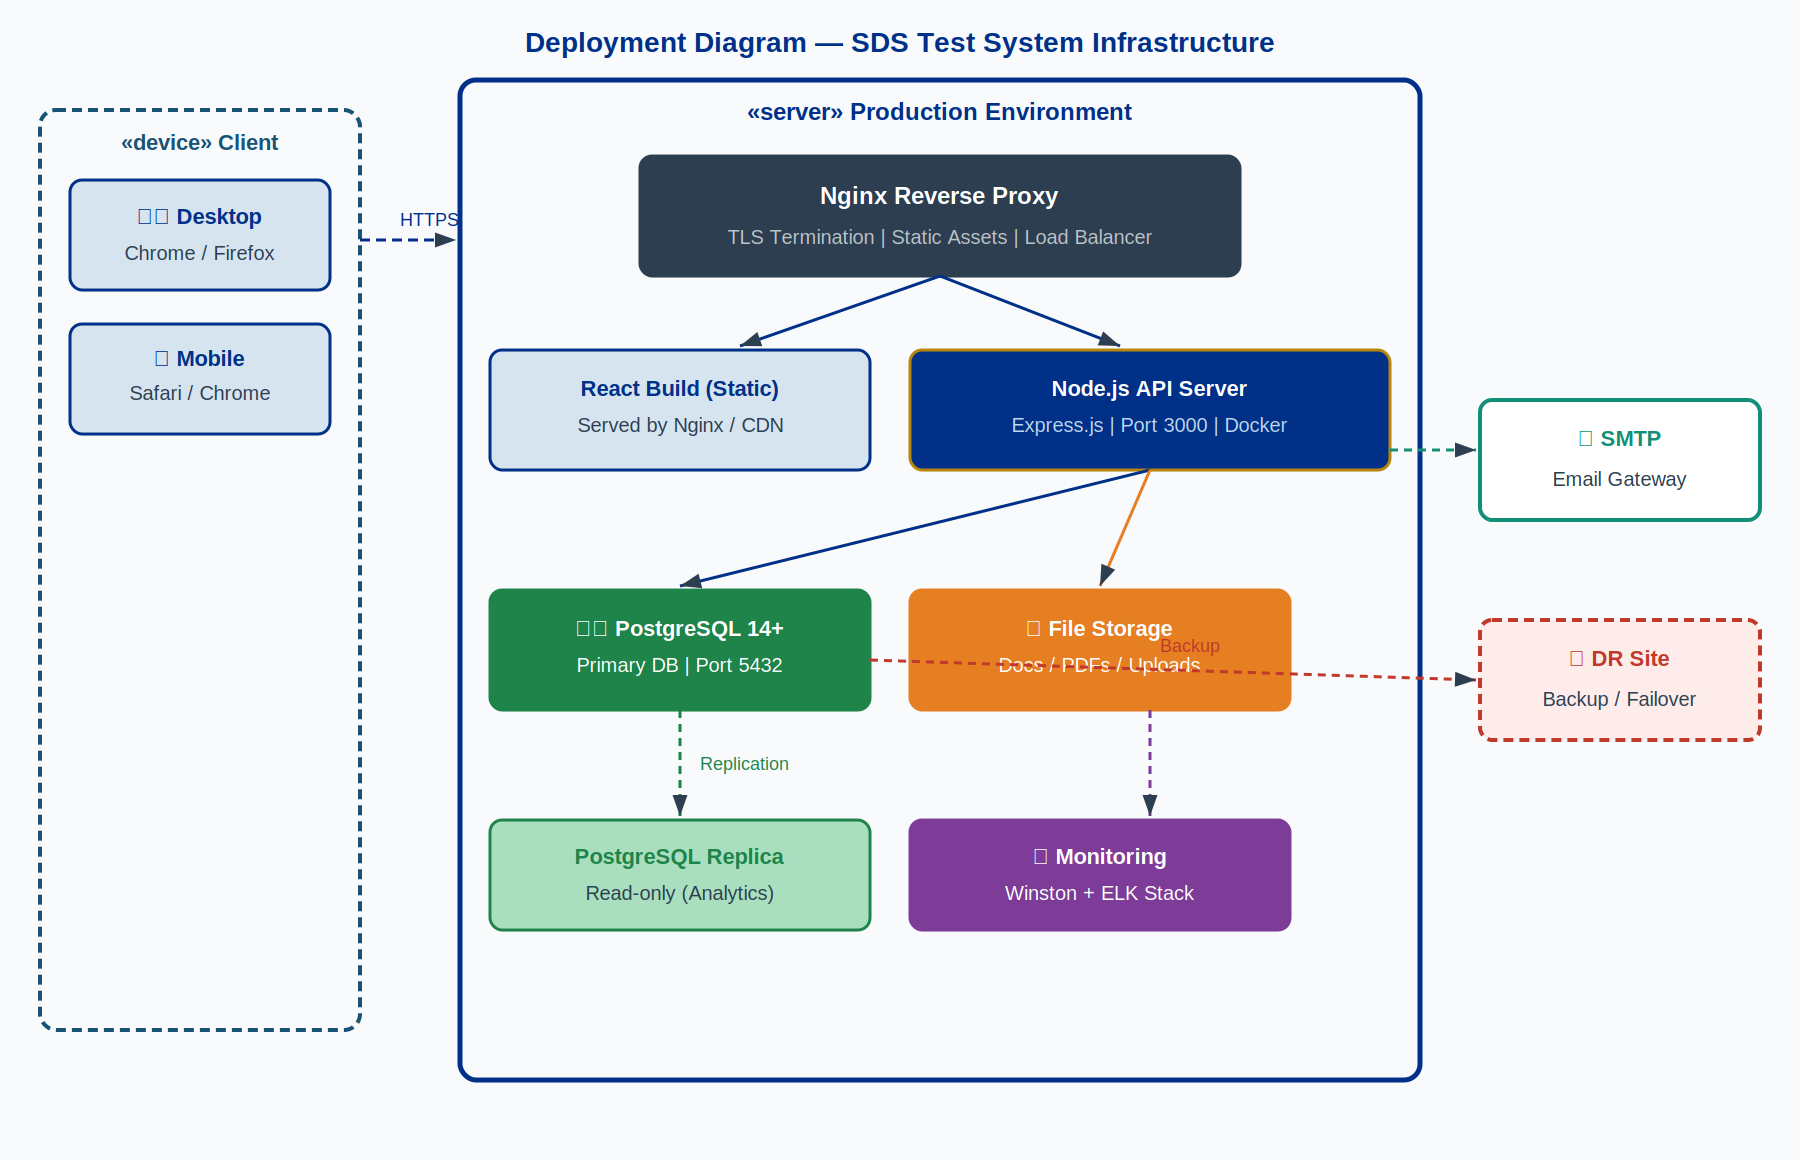 Deployment Diagram — SDS Test System Infrastructure
«device» Client
Desktop
Chrome / Firefox
Mobile
Safari / Chrome
HTTPS
«server» Production Environment
Nginx Reverse Proxy
TLS Termination | Static Assets | Load Balancer
React Build (Static)
Served by Nginx / CDN
Node.js API Server
Express.js | Port 3000 | Docker
SMTP
Email Gateway
PostgreSQL 14+
Primary DB | Port 5432
File Storage
Docs / PDFs / Uploads
Backup
DR Site
Backup / Failover
Replication
PostgreSQL Replica
Read-only (Analytics)
Monitoring
Winston + ELK Stack